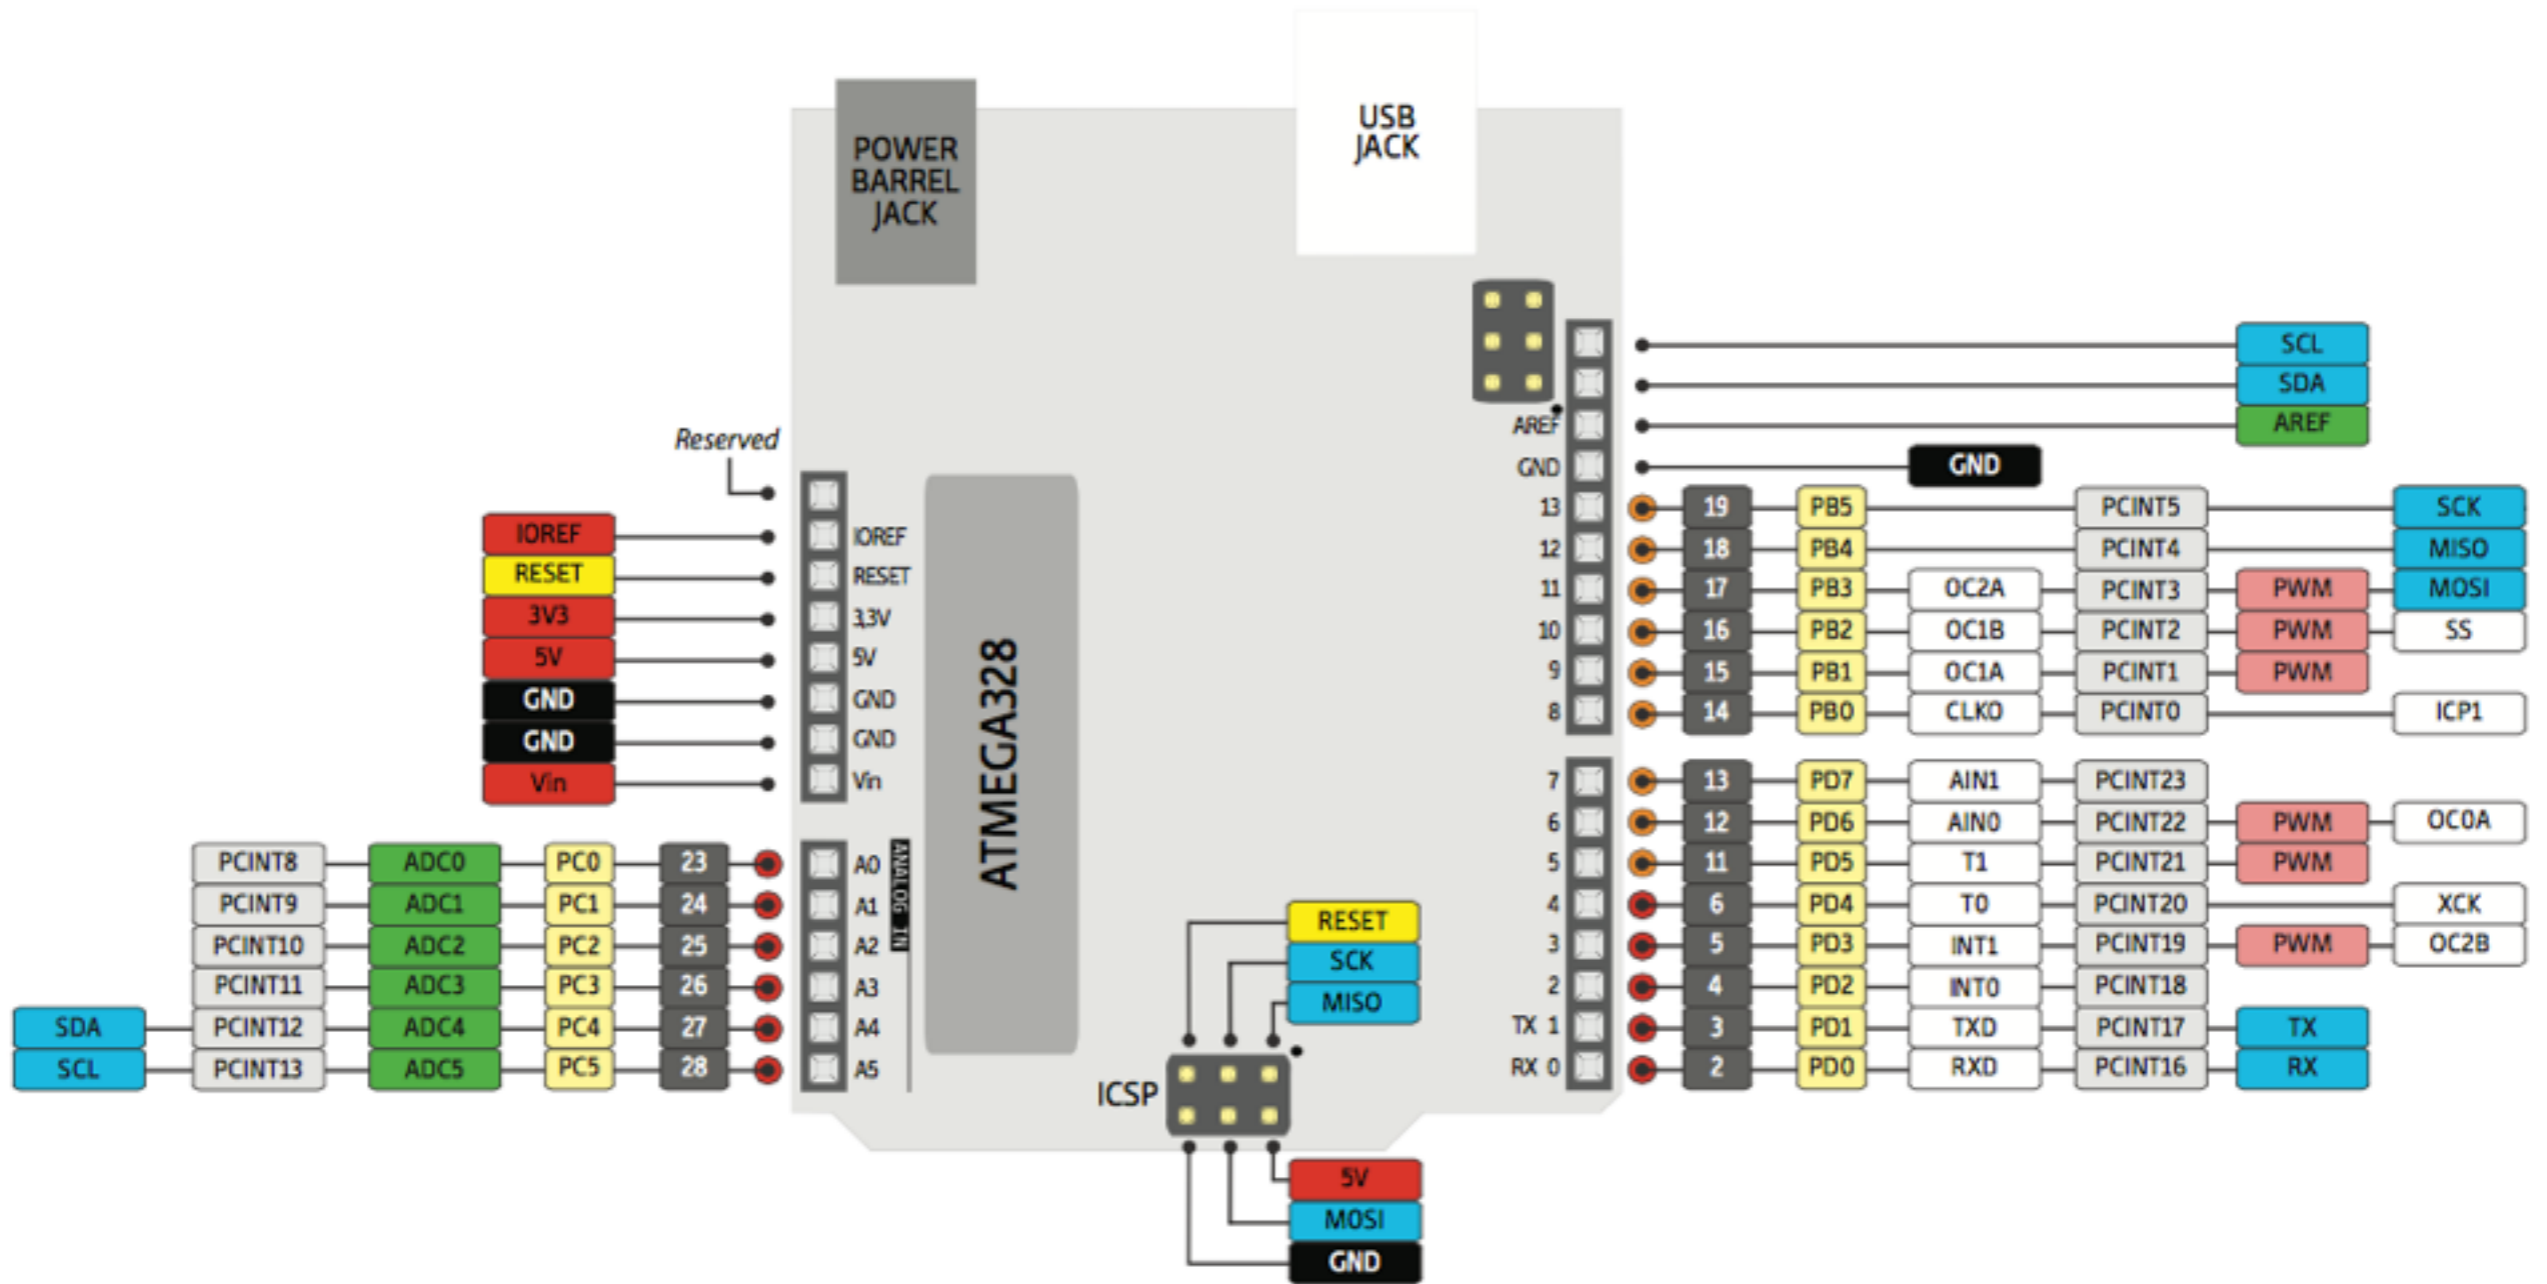 POWER
BARREL
JACK
USB
JACK
SCL
SDA
AREF AREF
Reserved
GND GND
13 19 PB5 PCINT5 SCK
IOREF IOREF
12 18 PB4 PCINT4 MISO
RESET RESET
11 17 PB3 OC2A PCINT3 PWM MOSI
3V3 3,3V
10 16 PB2 OC1B PCINT2 PWM SS
5V 5V
9 15 PB1 OC1A PCINT1 PWM
GND GND
8 14 PB0 CLKO PCINT0 ICP1
GND GND
Vin Vin
7 13 PD7 AIN1 PCINT23
ATMEGA328
6 12 PD6 AIN0 PCINT22 PWM OC0A
PCINT8 ADC0 PC0 23 A0
ANALOG IN
5 11 PD5 T1 PCINT21 PWM
PCINT9 ADC1 PC1 24 A1
4 6 PD4 T0 PCINT20 XCK
PCINT10 ADC2 PC2 25 A2
3 5 PD3 INT1 PCINT19 PWM OC2B
PCINT11 ADC3 PC3 26 A3
2 4 PD2 INT0 PCINT18
SDA PCINT12 ADC4 PC4 27 A4
TX 1 3 PD1 TXD PCINT17 TX
SCL PCINT13 ADC5 PC5 28 A5
RX 0 2 PD0 RXD PCINT16 RX
RESET
SCK
MISO
ICSP
5V
MOSI
GND